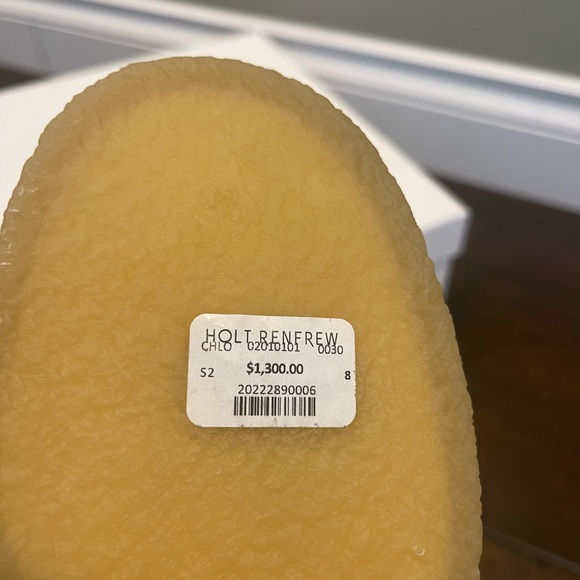 HOLT RENFREW
CHLO 02010101 0030
S2 $1,300.00 8
20222890006